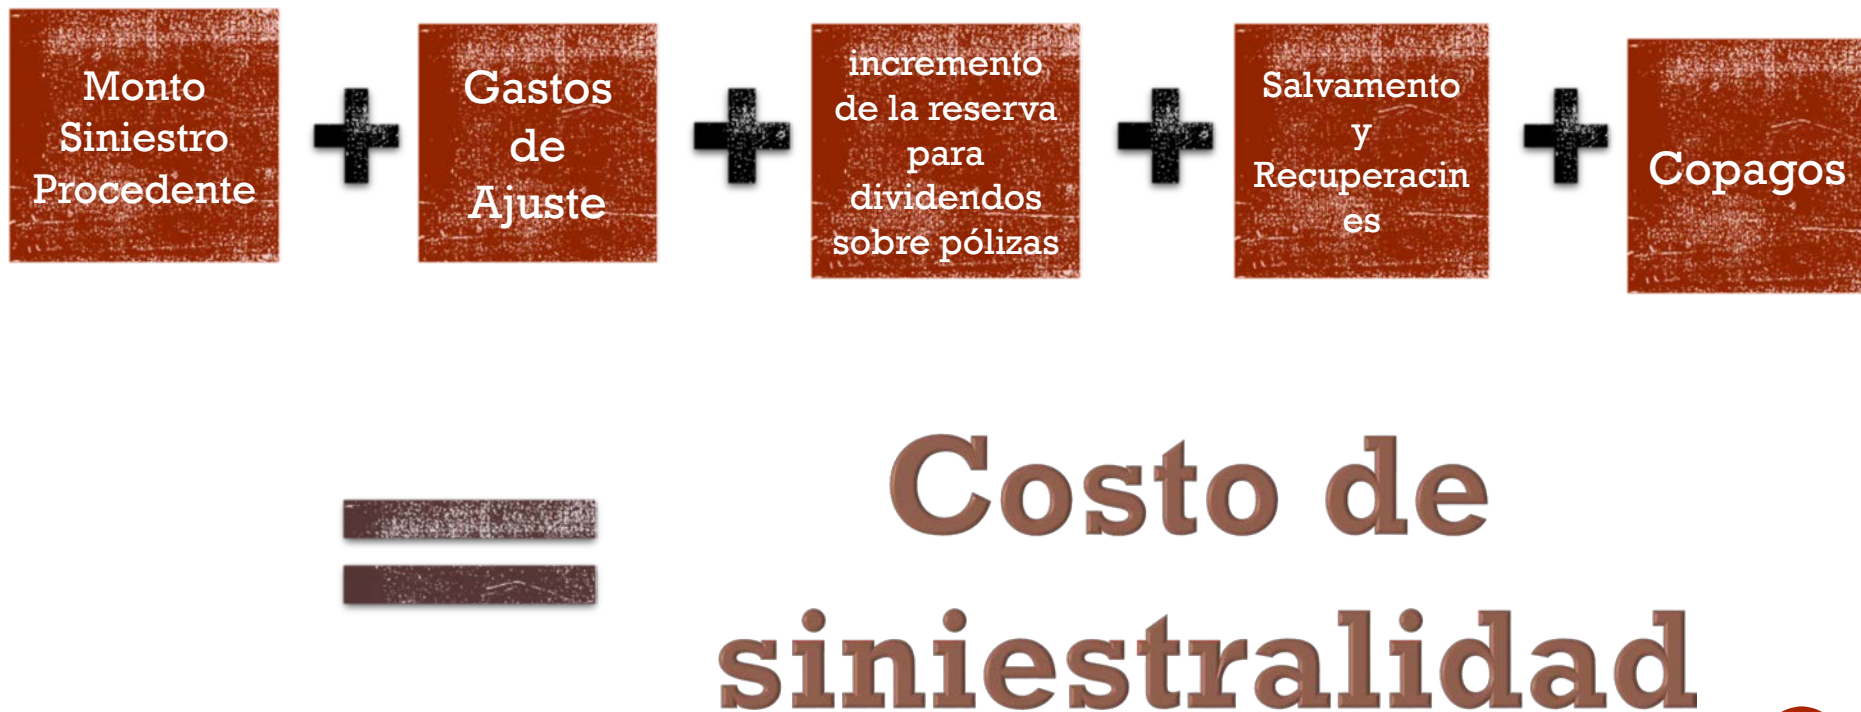 Monto
Siniestro
Procedente
Gastos
de
Ajuste
incremento
de la reserva
para
dividendos
sobre pólizas
Salvamento
y
Recuperacin
es
Copagos
Costo de
siniestralidad